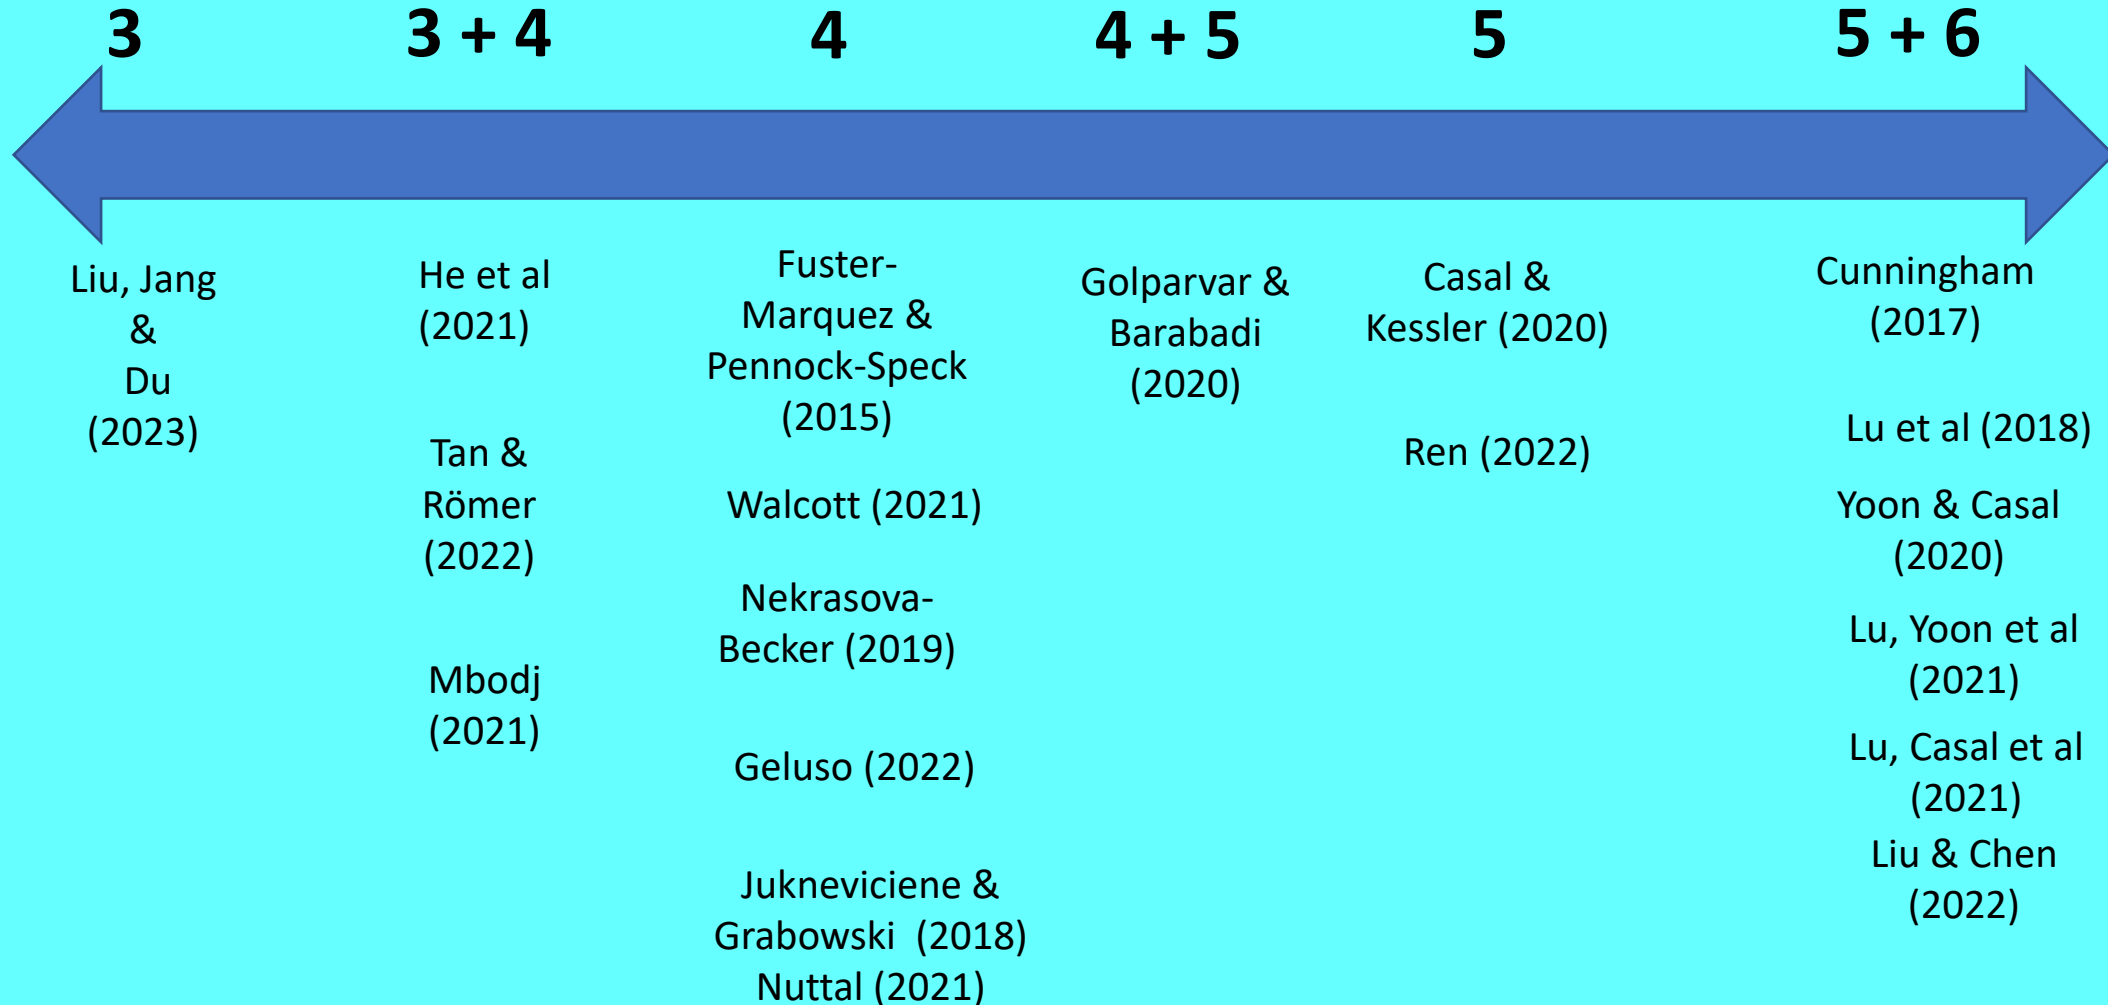 3
3 + 4
4
4 + 5
5
5 + 6
Liu, Jang
&
Du
(2023)
He et al
(2021)
Tan &
Römer
(2022)
Mbodj
(2021)
Fuster-
Marquez &
Pennock-Speck
(2015)
Walcott (2021)
Nekrasova-
Becker (2019)
Geluso (2022)
Jukneviciene &
Grabowski (2018)
Nuttal (2021)
Golparvar &
Barabadi
(2020)
Casal &
Kessler (2020)
Ren (2022)
Cunningham
(2017)
Lu et al (2018)
Yoon & Casal
(2020)
Lu, Yoon et al
(2021)
Lu, Casal et al
(2021)
Liu & Chen
(2022)